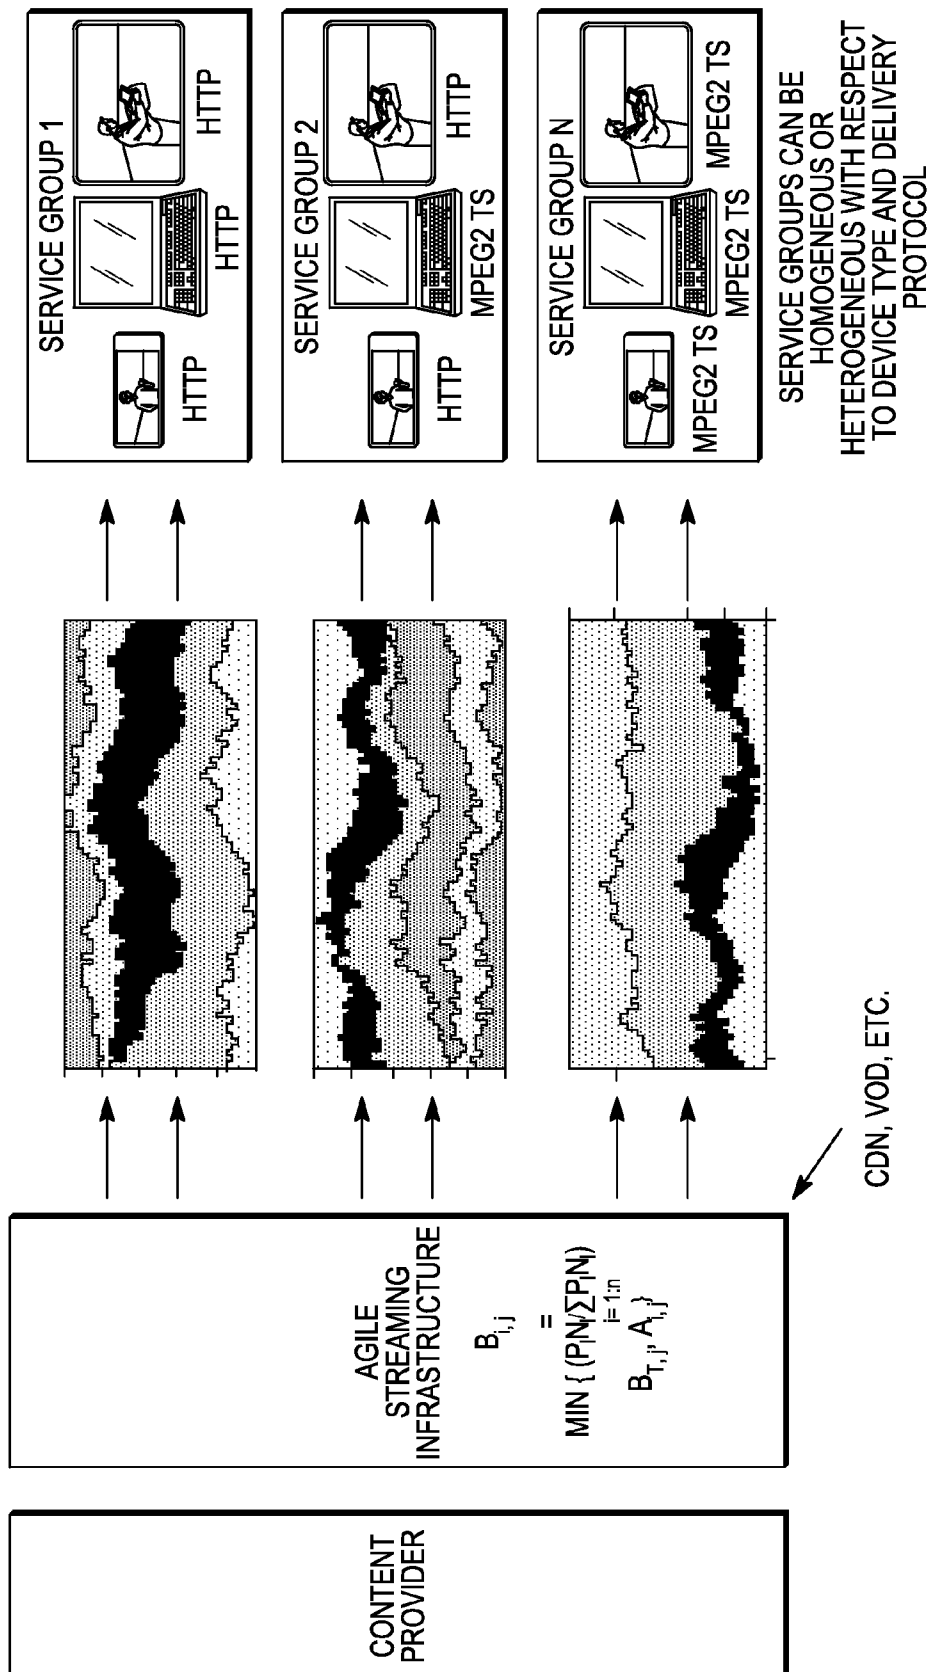 CONTENT
PROVIDER
AGILE
STREAMING
INFRASTRUCTURE
B i,j
=
MIN { (PᵢNᵢ/∑PᵢNᵢ)
i= 1:n
B T,j, A i,j}
CDN, VOD, ETC.
SERVICE GROUP 1
HTTP
HTTP
HTTP
SERVICE GROUP 2
HTTP
MPEG2 TS
HTTP
SERVICE GROUP N
MPEG2 TS
MPEG2 TS
MPEG2 TS
SERVICE GROUPS CAN BE
HOMOGENEOUS OR
HETEROGENEOUS WITH RESPECT
TO DEVICE TYPE AND DELIVERY
PROTOCOL